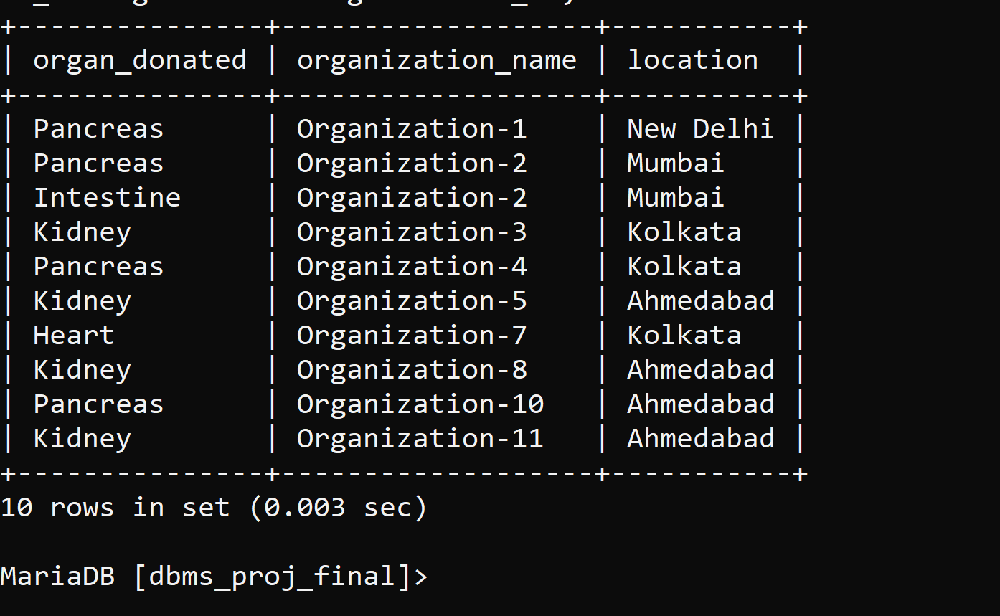 +---------------+-------------------+-----------+
| organ_donated | organization_name | location  |
+---------------+-------------------+-----------+
| Pancreas      | Organization-1    | New Delhi |
| Pancreas      | Organization-2    | Mumbai    |
| Intestine     | Organization-2    | Mumbai    |
| Kidney        | Organization-3    | Kolkata   |
| Pancreas      | Organization-4    | Kolkata   |
| Kidney        | Organization-5    | Ahmedabad |
| Heart         | Organization-7    | Kolkata   |
| Kidney        | Organization-8    | Ahmedabad |
| Pancreas      | Organization-10   | Ahmedabad |
| Kidney        | Organization-11   | Ahmedabad |
+---------------+-------------------+-----------+
10 rows in set (0.003 sec)
MariaDB [dbms_proj_final]>